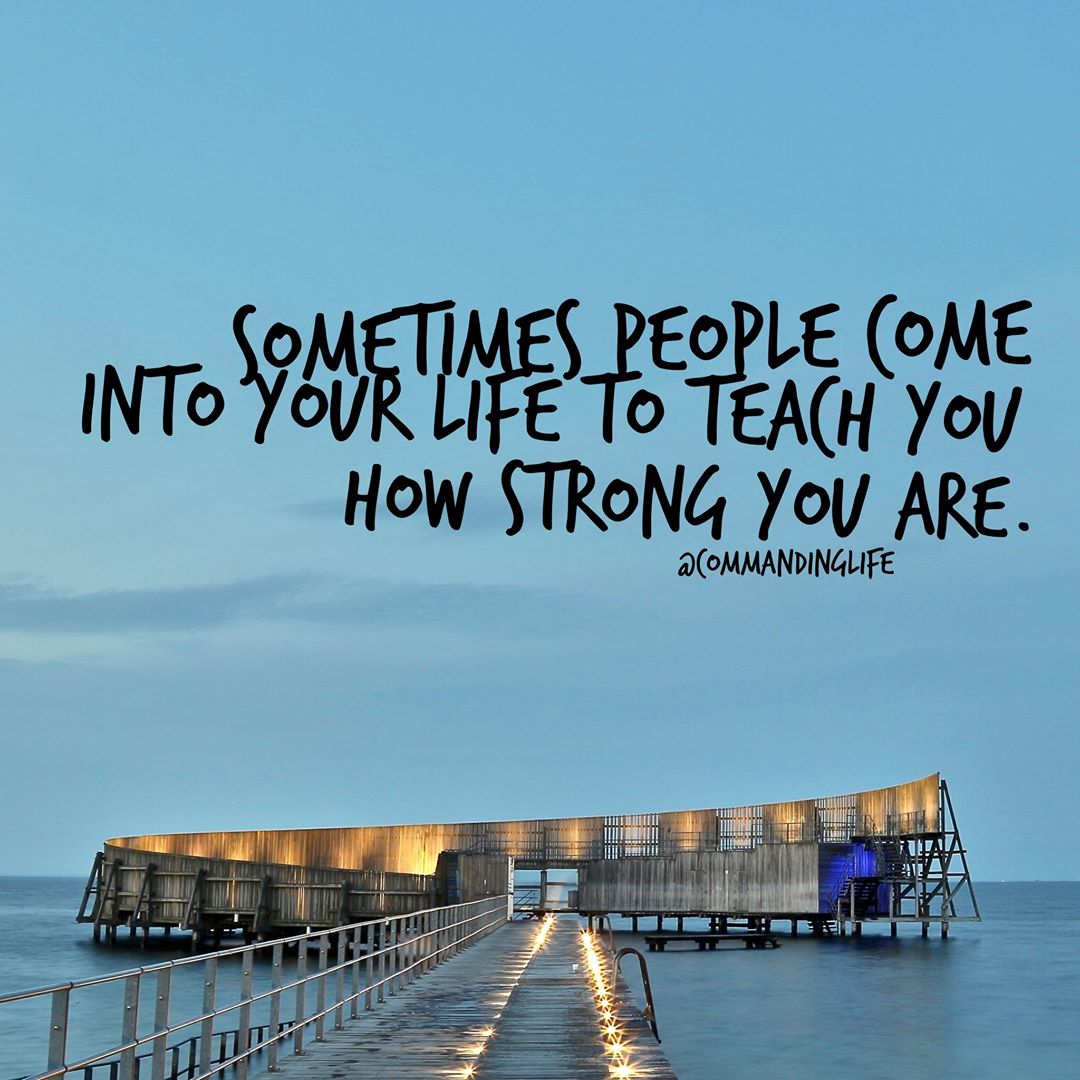 SOMETIMES PEOPLE COME
INTO YOUR LIFE TO TEACH YOU
HOW STRONG YOU ARE.
@COMMANDINGLIFE